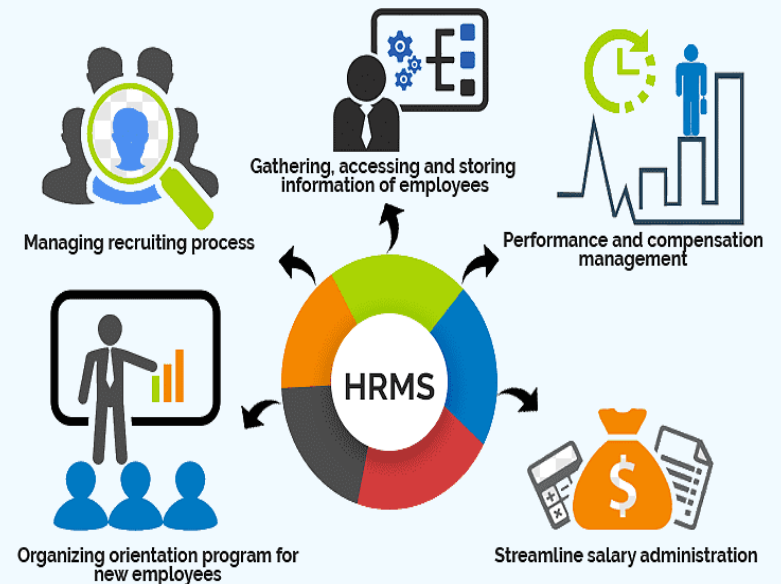 Gathering, accessing and storing
information of employees
Managing recruiting process
Performance and compensation
management
HRMS
$
Organizing orientation program for
new employees
Streamline salary administration